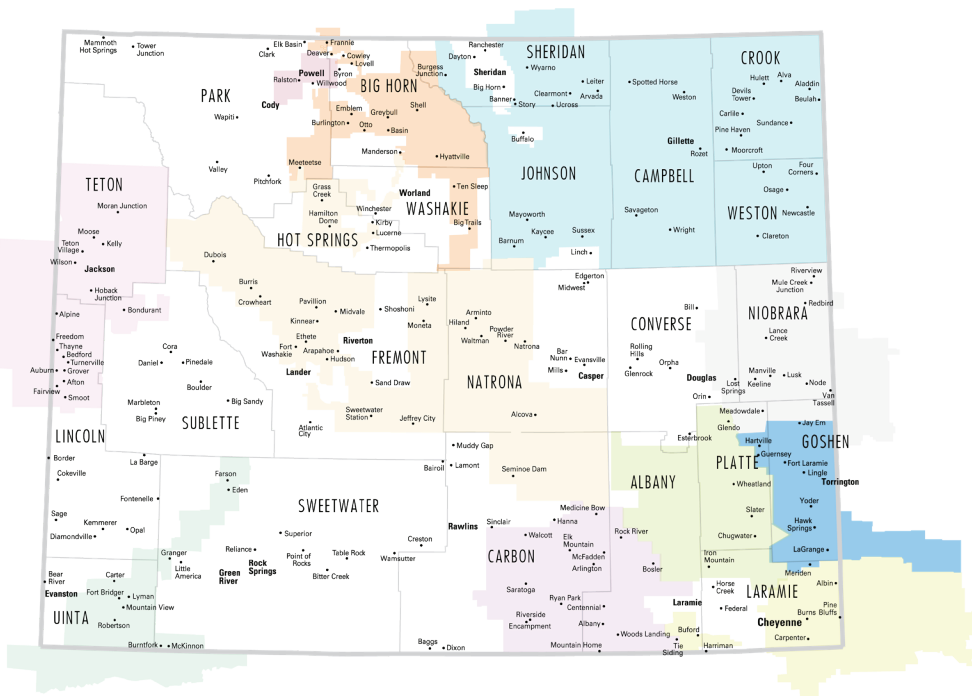 Mammoth
Hot Springs
Tower
Junction
Clark
Elk Basin
Frannie
Deaver
Cowley
Lovell
Byron
Powell
Ralston
Willwood
Cody
PARK
Wapiti
Valley
Pitchfork
Meeteetse
BIG HORN
Burgess
Junction
Shell
Emblem
Greybull
Burlington
Otto
Basin
Manderson
Hyattville
Ranchester
Dayton
SHERIDAN
Sheridan
Wyarno
Big Horn
Leiter
Clearmont
Arvada
Banner
Story
Ucross
Buffalo
JOHNSON
Mayoworth
Kaycee
Sussex
Barnum
Linch
Spotted Horse
Weston
Gillette
Rozet
CAMPBELL
Savageton
Wright
CROOK
Hulett
Alva
Aladdin
Devils
Tower
Beulah
Carlile
Sundance
Pine Haven
Moorcroft
Upton
Four
Corners
Osage
WESTON
Newcastle
Clareton
TETON
Moran Junction
Moose
Teton
Village
Kelly
Wilson
Jackson
Hoback
Junction
Bondurant
Grass
Creek
Hamilton
Dome
HOT SPRINGS
Winchester
Kirby
Lucerne
Thermopolis
Worland
WASHAKIE
Ten Sleep
Big Trails
Dubois
Burris
Crowheart
Pavillion
Midvale
Kinnear
Shoshoni
Lysite
Moneta
Ethete
Fort
Washakie
Arapahoe
Riverton
Hudson
Lander
FREMONT
Sand Draw
Sweetwater
Station
Jeffrey City
Atlantic
City
Alpine
Freedom
Thayne
Bedford
Turnerville
Auburn
Grover
Afton
Fairview
Smoot
Cora
Daniel
Pinedale
Boulder
Marbleton
Big Piney
Big Sandy
SUBLETTE
LINCOLN
Border
Cokeville
La Barge
Fontenelle
Sage
Kemmerer
Diamondville
Opal
Arminto
Hiland
Powder
River
Waltman
Natrona
Edgerton
Midwest
Bar
Nunn
Evansville
Mills
Casper
NATRONA
Alcova
Bill
CONVERSE
Rolling
Hills
Glenrock
Orpha
Douglas
Orin
Esterbrook
Riverview
Mule Creek
Junction
Redbird
NIOBRARA
Lance
Creek
Manville
Lost
Springs
Keeline
Lusk
Node
Van
Tassell
Meadowdale
Glendo
Jay Em
Hartville
Guernsey
GOSHEN
Fort Laramie
Lingle
Torrington
PLATTE
Wheatland
Yoder
Slater
Hawk
Springs
Chugwater
LaGrange
Farson
Eden
SWEETWATER
Granger
Little
America
Reliance
Superior
Green
River
Rock
Springs
Point of
Rocks
Table Rock
Bitter Creek
Wamsutter
Creston
Muddy Gap
Bairoil
Lamont
Seminoe Dam
Rawlins
Sinclair
Medicine Bow
Hanna
Walcott
Elk
Mountain
McFadden
Arlington
CARBON
Saratoga
Ryan Park
Riverside
Encampment
Baggs
Dixon
ALBANY
Rock River
Bosler
Centennial
Laramie
Albany
Woods Landing
Mountain Home
Tie
Siding
Iron
Mountain
Horse
Creek
Federal
Buford
Harriman
LARAMIE
Meriden
Albin
Pine
Bluffs
Burns
Cheyenne
Carpenter
Bear
River
Evanston
Carter
Fort Bridger
Lyman
Mountain View
Robertson
UINTA
Burntfork
McKinnon